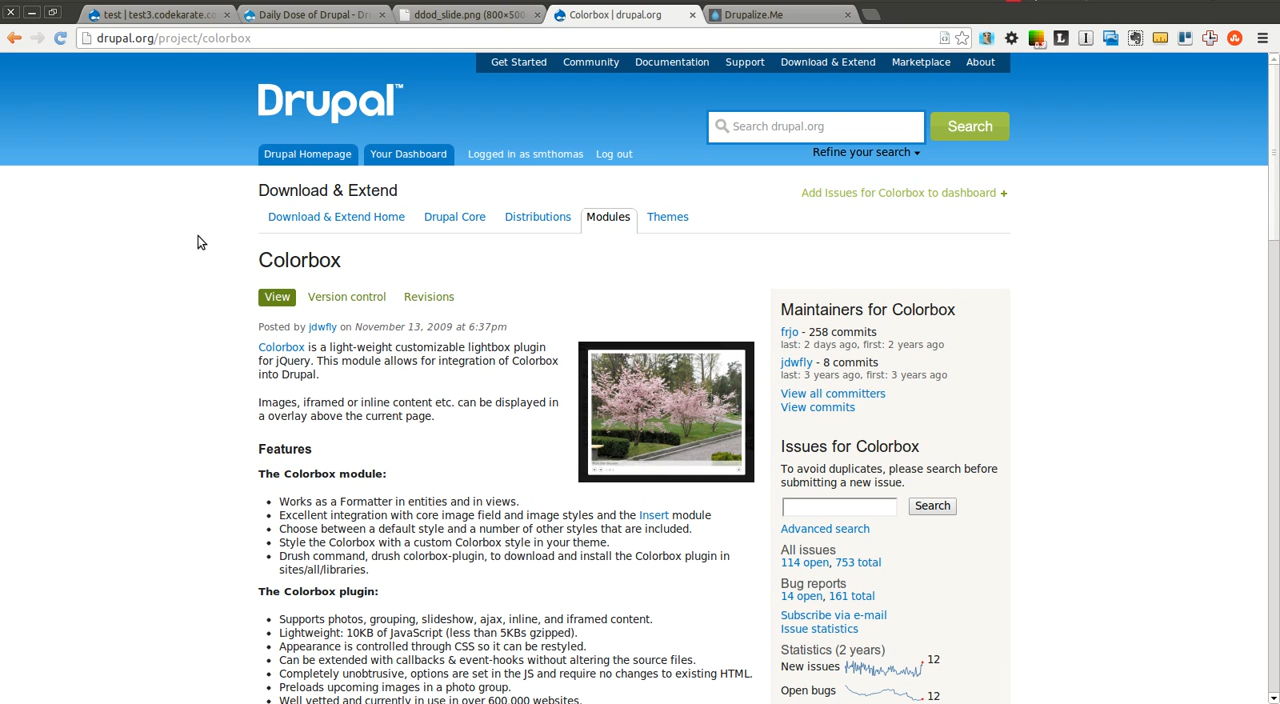 test | test3.codekarate.co
Daily Dose of Drupal - Dr
ddod_slide.png (800×500
Colorbox | drupal.org
Drupalize.Me
drupal.org/project/colorbox
Get Started
Community
Documentation
Support
Download & Extend
Marketplace
About
Drupal™
Search drupal.org
Search
Refine your search
Drupal Homepage
Your Dashboard
Logged in as smthomas
Log out
Download & Extend
Add Issues for Colorbox to dashboard +
Download & Extend Home
Drupal Core
Distributions
Modules
Themes
Colorbox
View
Version control
Revisions
Posted by jdwfly on November 13, 2009 at 6:37pm
Colorbox is a light-weight customizable lightbox plugin
for jQuery. This module allows for integration of Colorbox
into Drupal.
Images, iframed or inline content etc. can be displayed in
a overlay above the current page.
Features
The Colorbox module:
• Works as a Formatter in entities and in views.
• Excellent integration with core image field and image styles and the Insert module
• Choose between a default style and a number of other styles that are included.
• Style the Colorbox with a custom Colorbox style in your theme.
• Drush command, drush colorbox-plugin, to download and install the Colorbox plugin in
sites/all/libraries.
The Colorbox plugin:
• Supports photos, grouping, slideshow, ajax, inline, and iframed content.
• Lightweight: 10KB of JavaScript (less than 5KBs gzipped).
• Appearance is controlled through CSS so it can be restyled.
• Can be extended with callbacks & event-hooks without altering the source files.
• Completely unobtrusive, options are set in the JS and require no changes to existing HTML.
• Preloads upcoming images in a photo group.
• Well vetted and currently in use in over 600,000 websites.
Maintainers for Colorbox
frjo - 258 commits
last: 2 days ago, first: 2 years ago
jdwfly - 8 commits
last: 3 years ago, first: 3 years ago
View all committers
View commits
Issues for Colorbox
To avoid duplicates, please search before
submitting a new issue.
Search
Advanced search
All issues
114 open, 753 total
Bug reports
14 open, 161 total
Subscribe via e-mail
Issue statistics
Statistics (2 years)
New issues 12
Open bugs 12